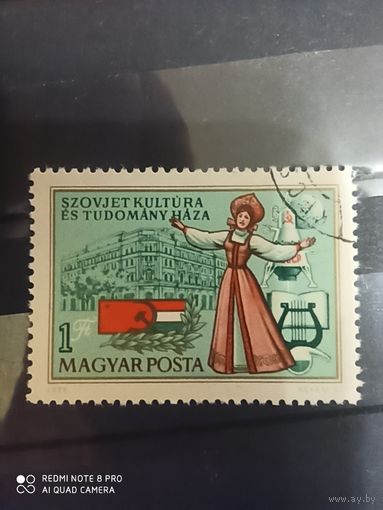 SZOVJET KULTÚRA
ÉS TUDOMÁNY HÁZA
1 Ft
MAGYAR POSTA
REDMI NOTE 8 PRO
AI QUAD CAMERA
www.ay.by